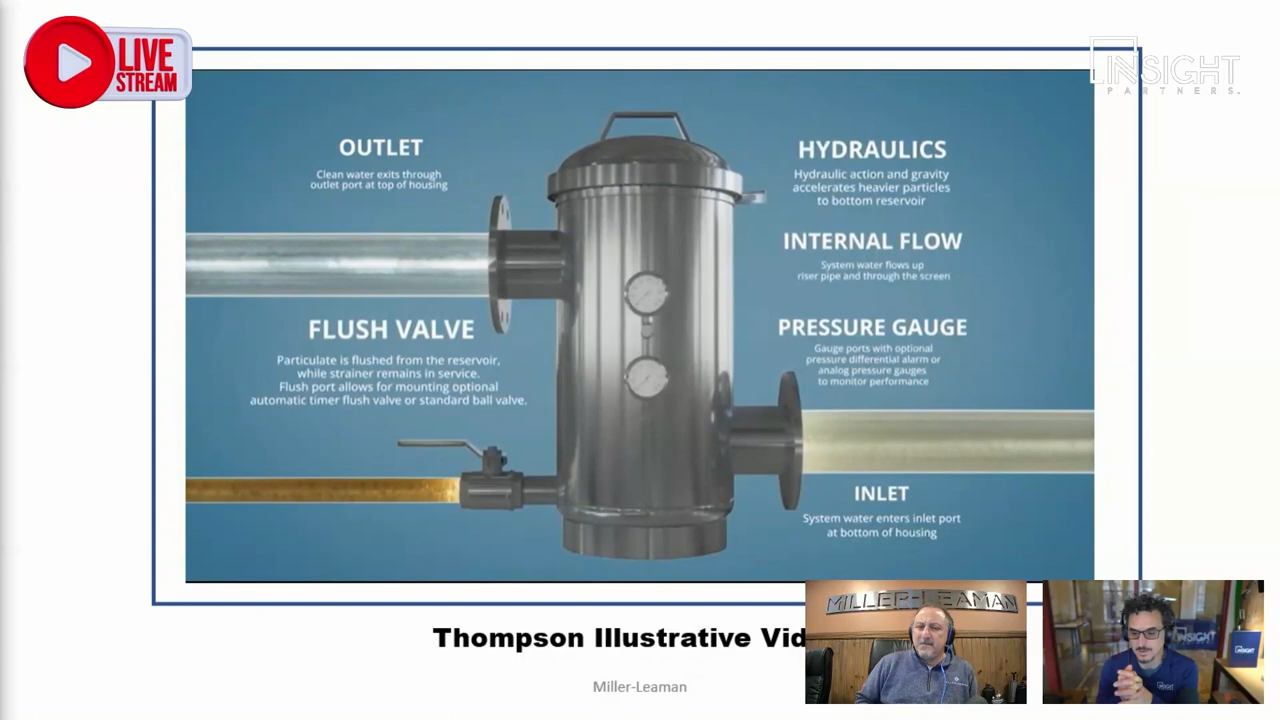 LIVE
STREAM
INSIGHT
PARTNERS.
OUTLET
Clean water exits through
outlet port at top of housing
HYDRAULICS
Hydraulic action and gravity
accelerates heavier particles
to bottom reservoir
INTERNAL FLOW
System water flows up
riser pipe and through the screen
FLUSH VALVE
Particulate is flushed from the reservoir,
while strainer remains in service.
Flush port allows for mounting optional
automatic timer flush valve or standard ball valve.
PRESSURE GAUGE
Gauge ports with optional
pressure differential alarm or
analog pressure gauges
to monitor performance
INLET
System water enters inlet port
at bottom of housing
Thompson Illustrative Vid
Miller-Leaman
MILLER-LEAMAN
INSIGHT
INSIGHT
INSIGHT